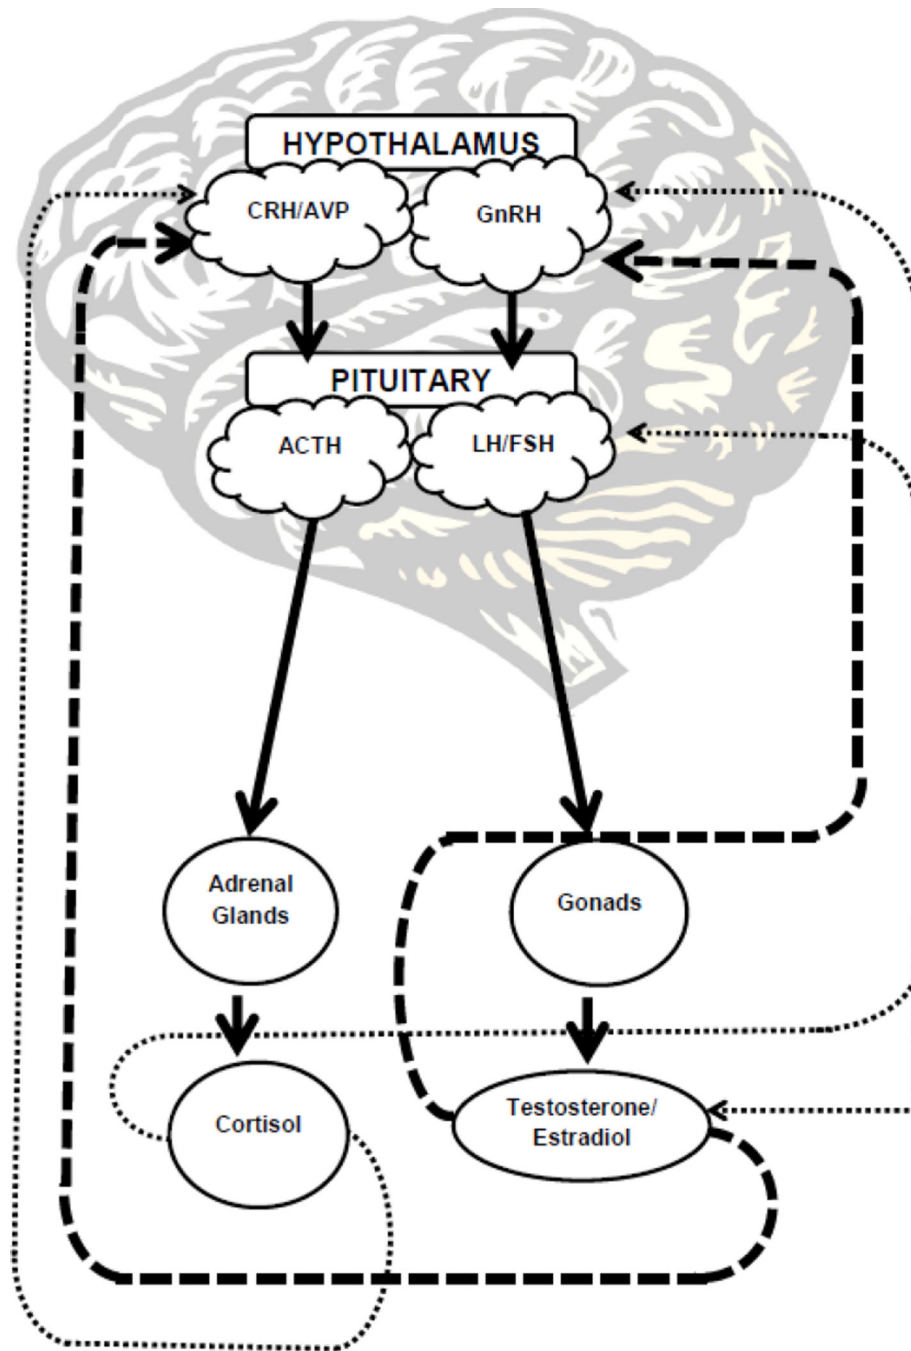 HYPOTHALAMUS
CRH/AVP
GnRH
PITUITARY
ACTH
LH/FSH
Adrenal
Glands
Gonads
Cortisol
Testosterone/
Estradiol